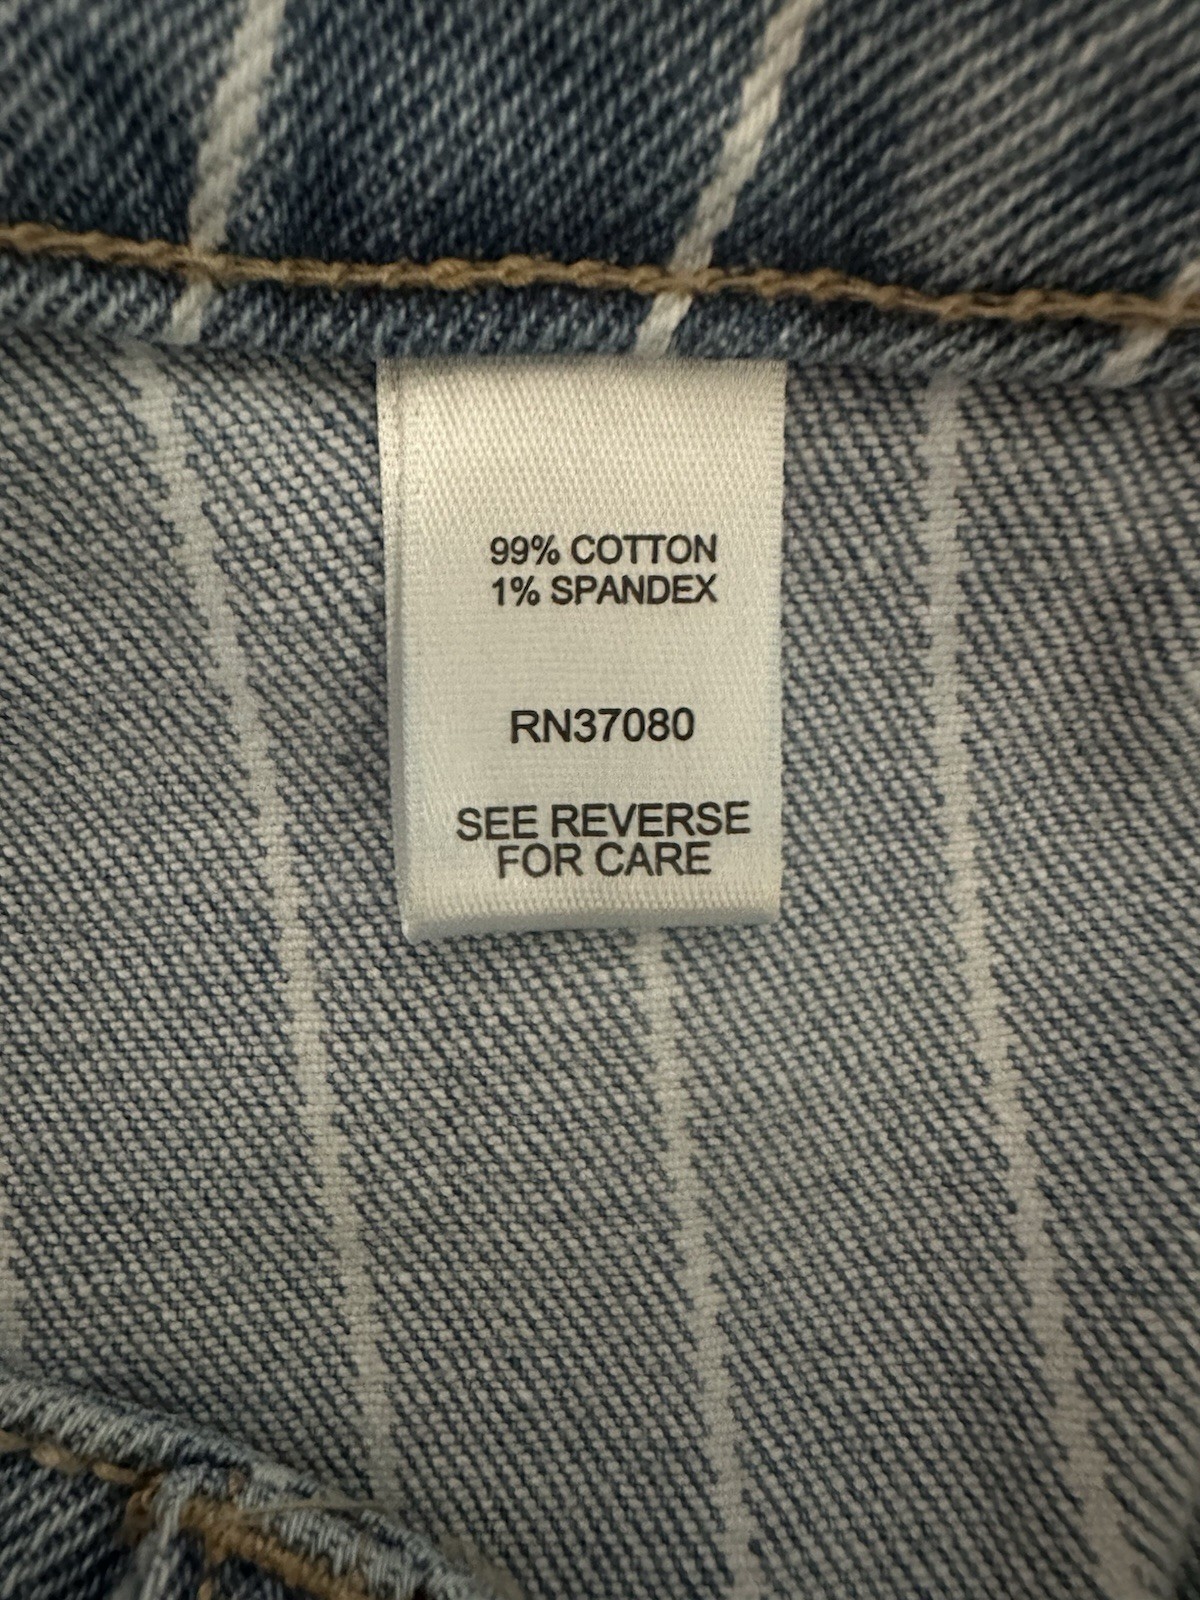 99% COTTON
1% SPANDEX
RN37080
SEE REVERSE
FOR CARE